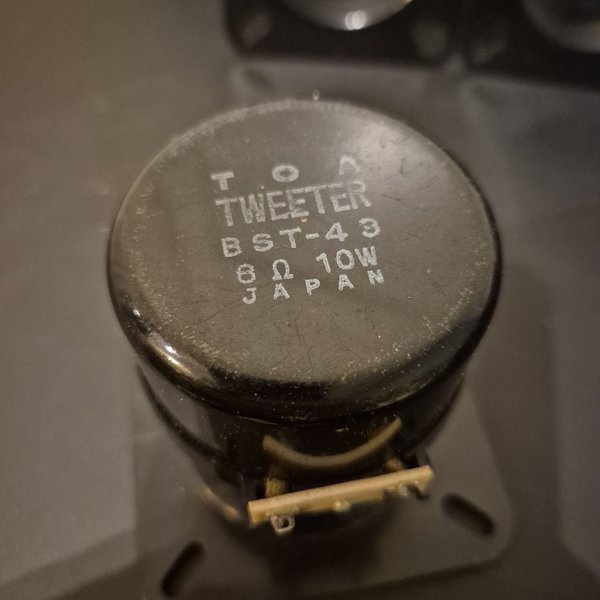 TOA
TWEETER
BST-43
8Ω 10W
JAPAN